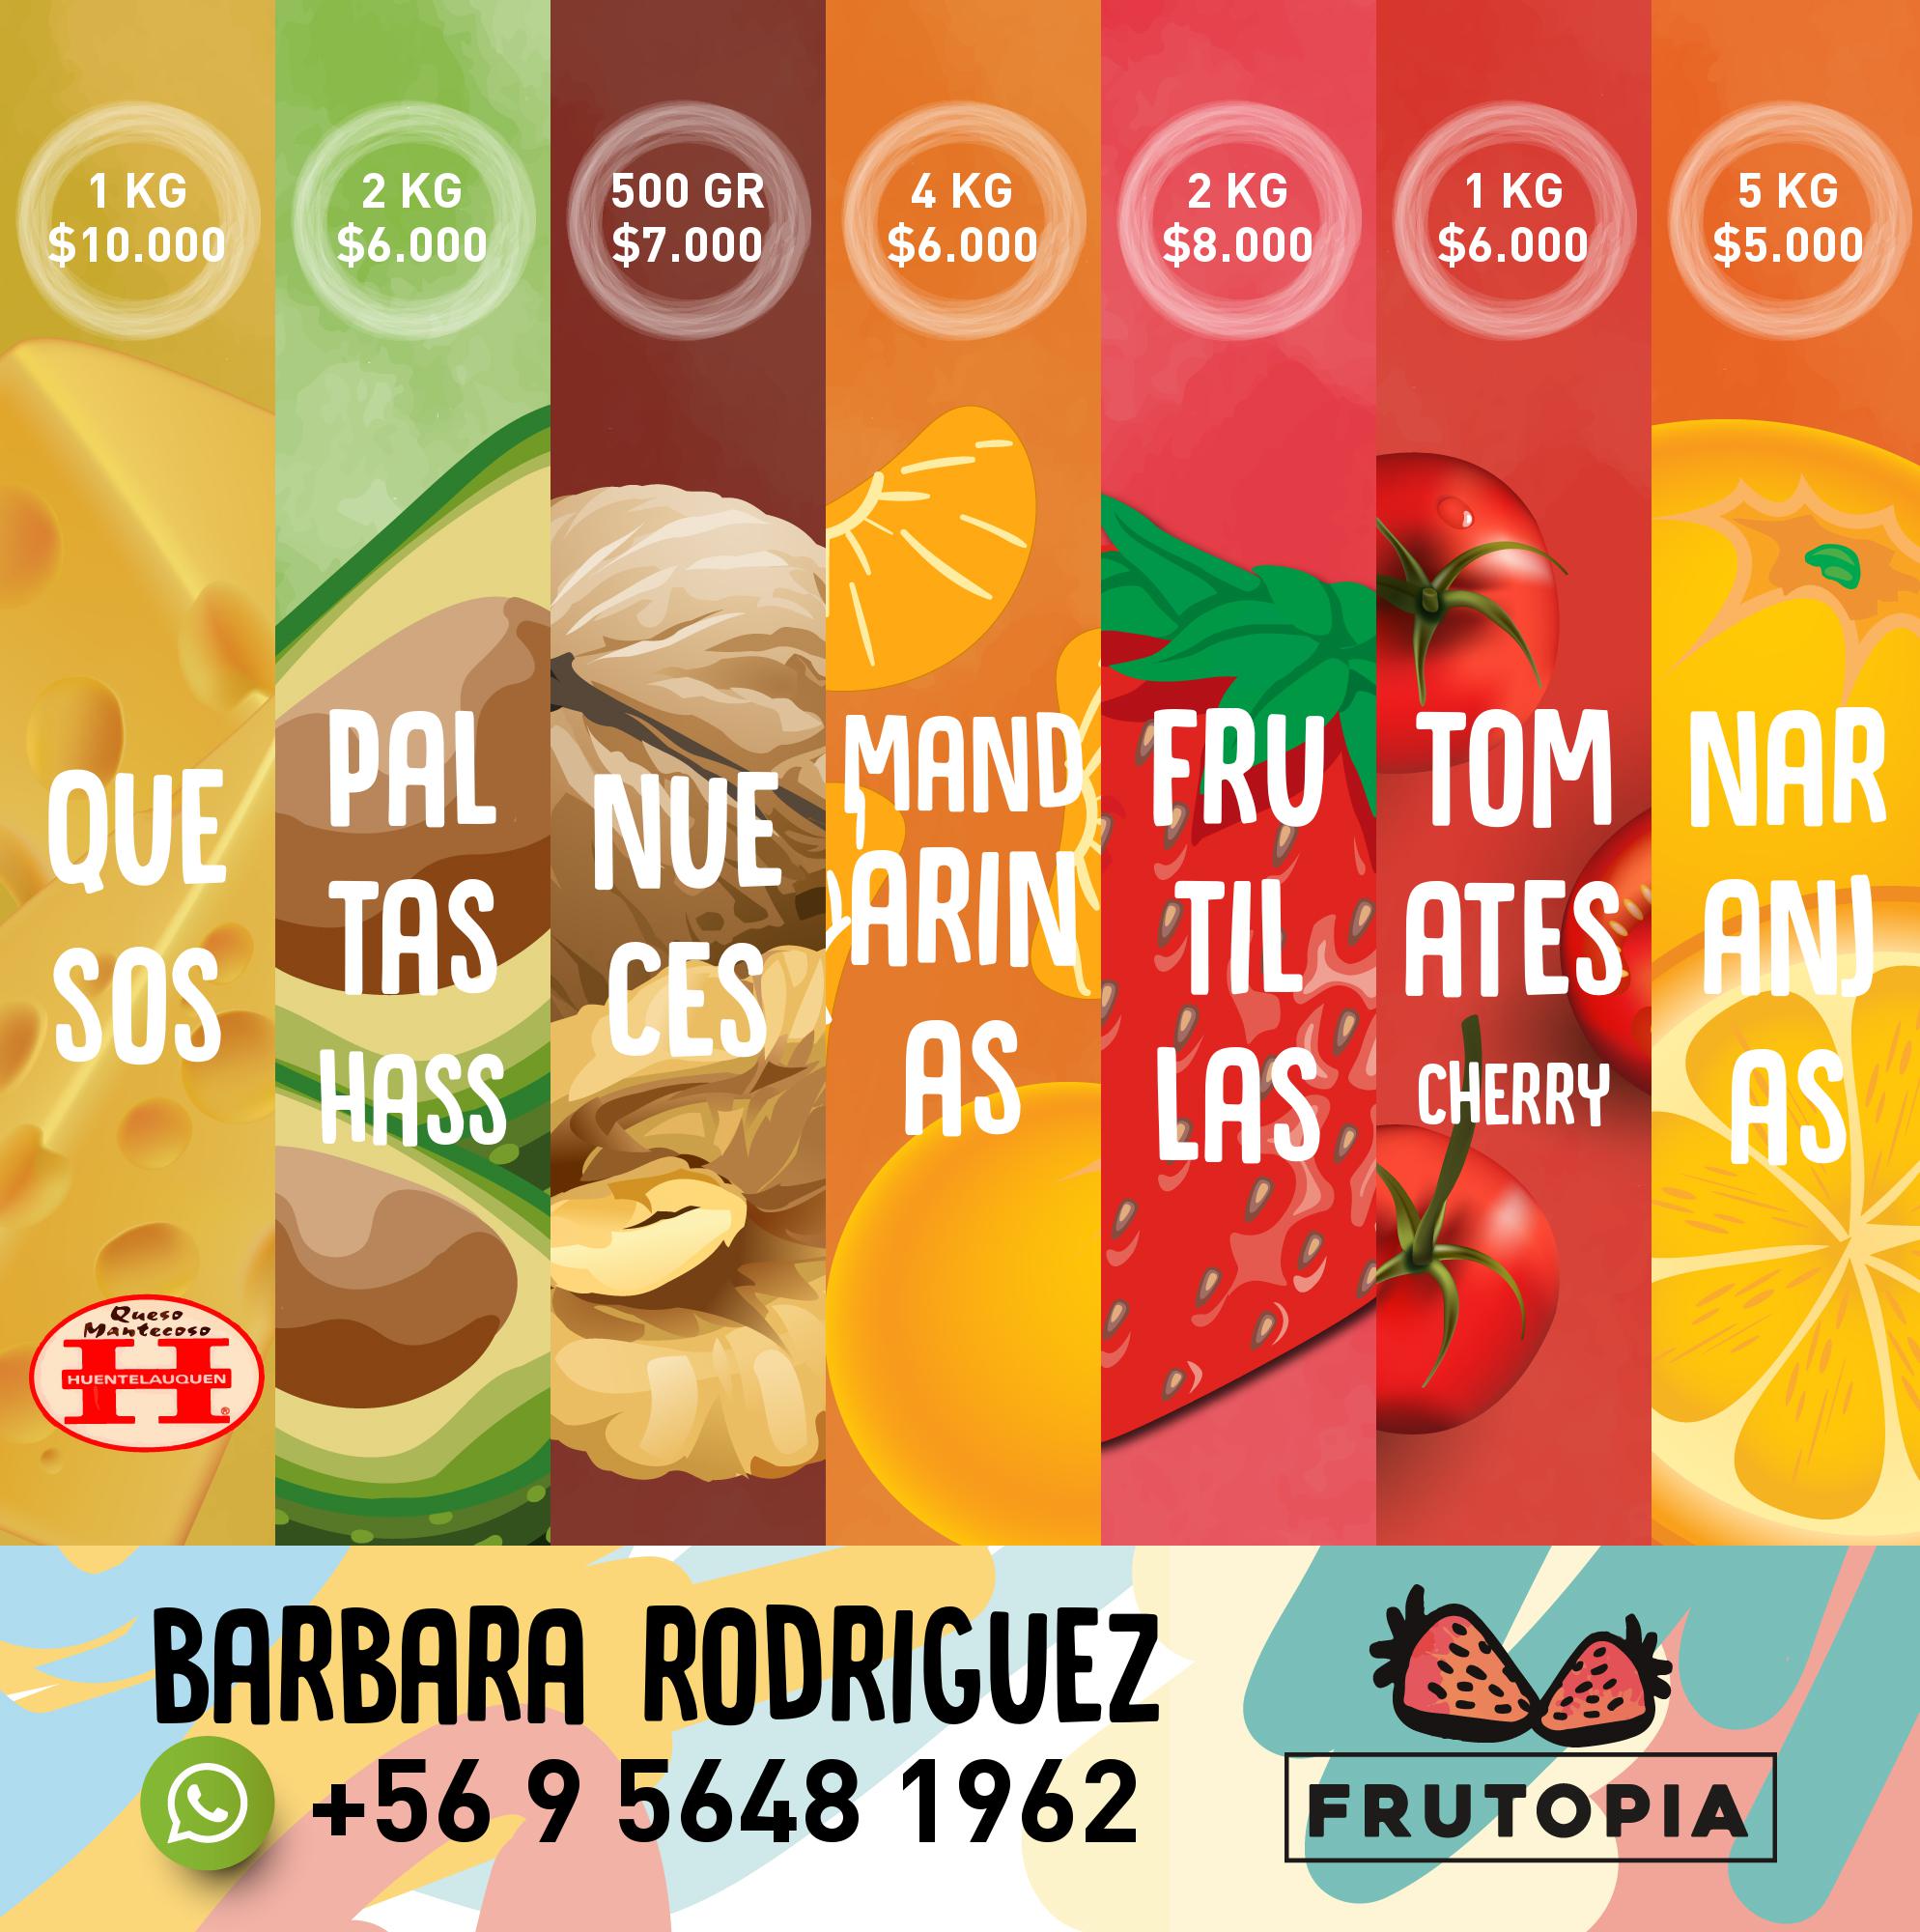 1 KG
$10.000
QUE
SOS
Queso
Mantecoso
HUENTELAUQUEN
®
2 KG
$6.000
PAL
TAS
HASS
500 GR
$7.000
NUE
CES
4 KG
$6.000
MAND
ARIN
AS
2 KG
$8.000
FRU
TIL
LAS
1 KG
$6.000
TOM
ATES
CHERRY
5 KG
$5.000
NAR
ANJ
AS
BARBARA RODRIGUEZ
+56 9 5648 1962
FRUTOPIA